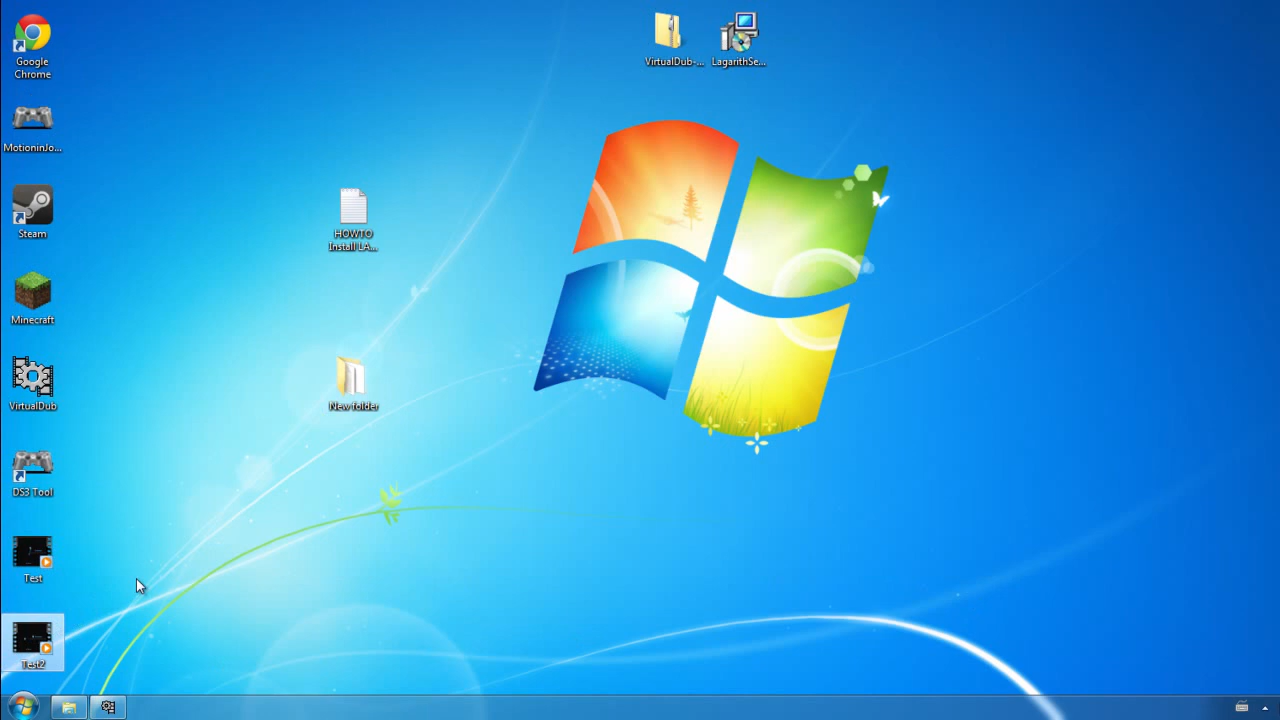 Google
Chrome
MotioninJo...
Steam
Minecraft
VirtualDub
DS3 Tool
Test
Test2
HOWTO
Install LA...
New folder
VirtualDub-...
LagarithSe...